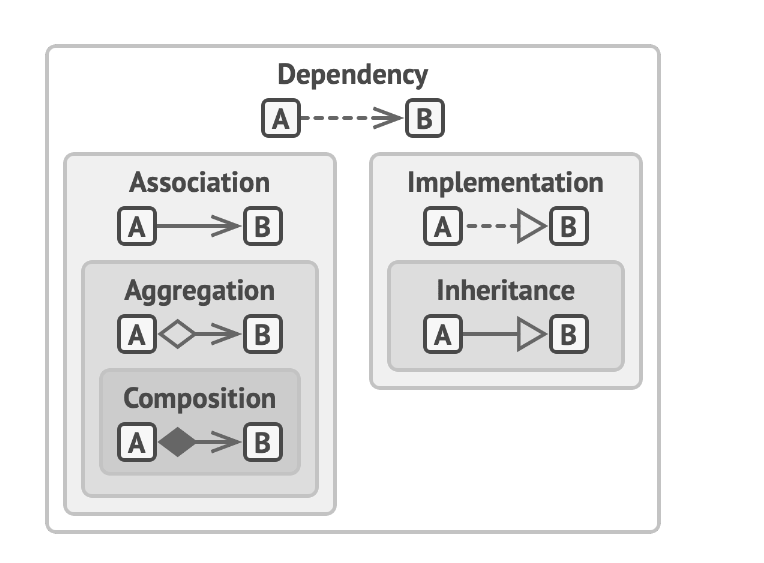 Dependency
A B
Association
A B
Aggregation
A B
Composition
A B
Implementation
A B
Inheritance
A B